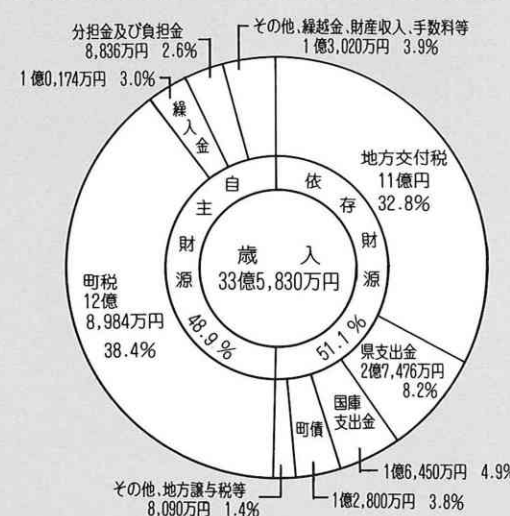 分担金及び負担金
8,836万円 2.6%
その他、繰越金、財産収入、手数料等
1億3,020万円 3.9%
1億0,174万円 3.0%
繰入金
地方交付税
11億円
32.8%
自主財源
48.9%
依存財源
51.1%
歳入
33億5,830万円
町税
12億
8,984万円
38.4%
県支出金
2億7,476万円
8.2%
国庫
支出金
1億6,450万円 4.9%
町債
1億2,800万円 3.8%
その他、地方譲与税等
8,090万円 1.4%